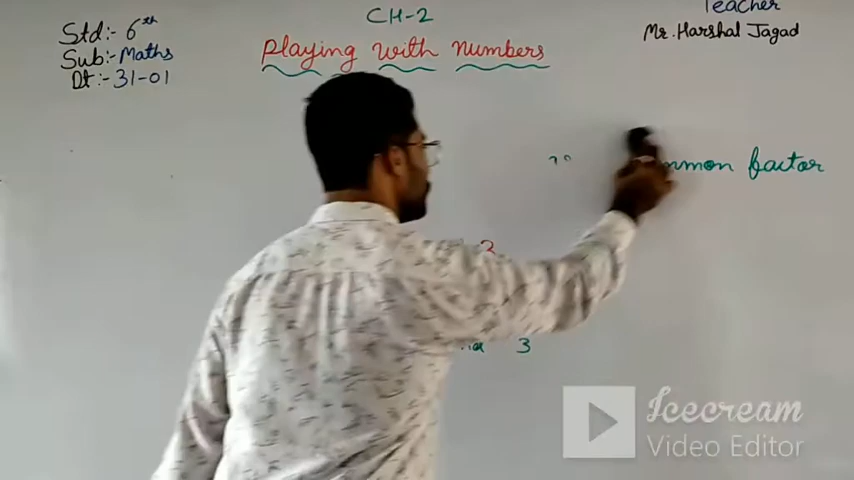 Std:- 6th
Sub:- Maths
Dt:- 31-01
CH-2
Playing with Numbers
Teacher
Mr. Harshal Jagad
factor
2
3
Icecream
Video Editor